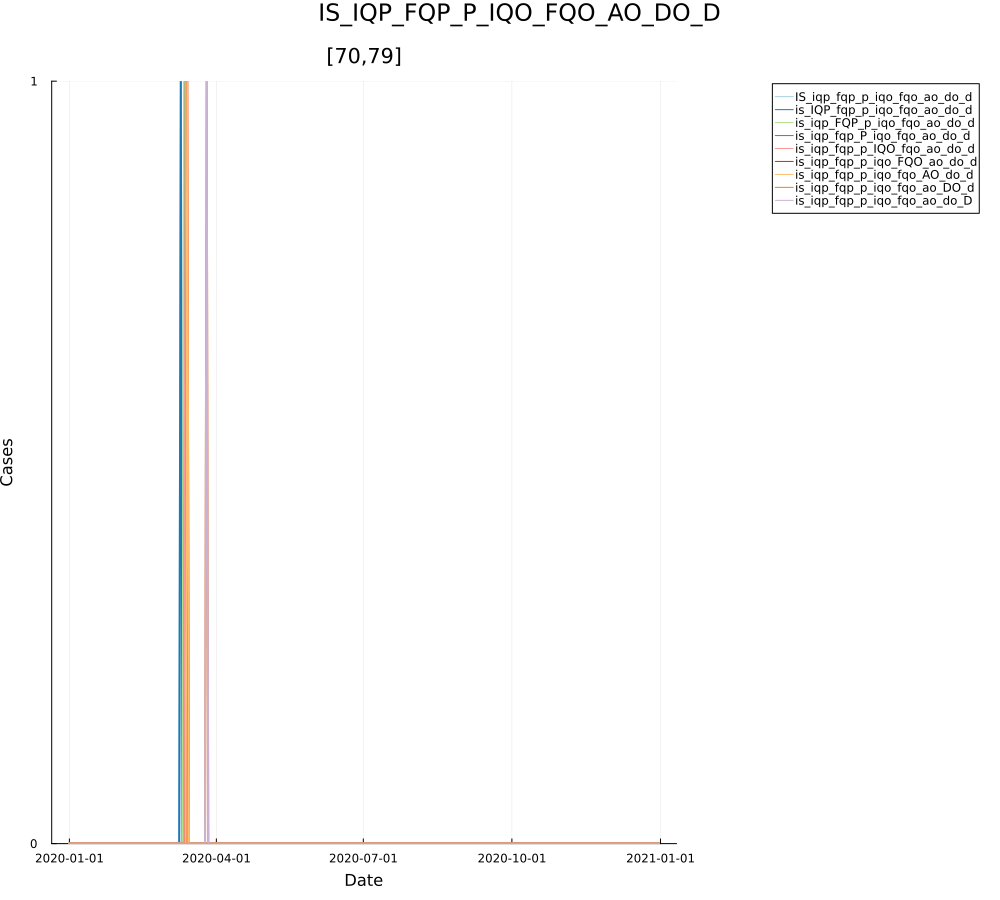 IS_IQP_FQP_P_IQO_FQO_AO_DO_D
[70,79]
1
0
Cases
2020-01-01
2020-04-01
2020-07-01
2020-10-01
2021-01-01
Date
IS_iqp_fqp_p_iqo_fqo_ao_do_d
is_IQP_fqp_p_iqo_fqo_ao_do_d
is_iqp_FQP_p_iqo_fqo_ao_do_d
is_iqp_fqp_P_iqo_fqo_ao_do_d
is_iqp_fqp_p_IQO_fqo_ao_do_d
is_iqp_fqp_p_iqo_FQO_ao_do_d
is_iqp_fqp_p_iqo_fqo_AO_do_d
is_iqp_fqp_p_iqo_fqo_ao_DO_d
is_iqp_fqp_p_iqo_fqo_ao_do_D